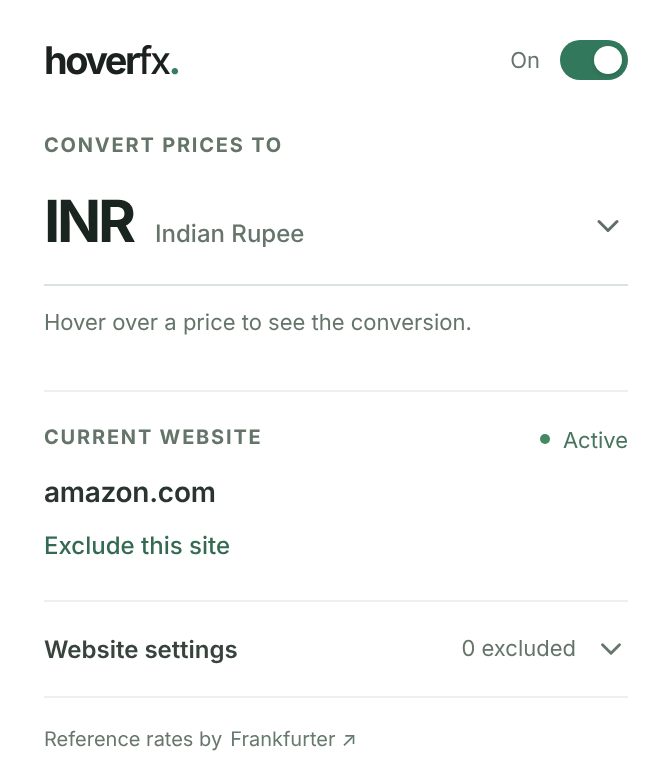 hoverfx.
On
CONVERT PRICES TO
INR Indian Rupee
Hover over a price to see the conversion.
CURRENT WEBSITE
Active
amazon.com
Exclude this site
Website settings
0 excluded
Reference rates by Frankfurter ↗